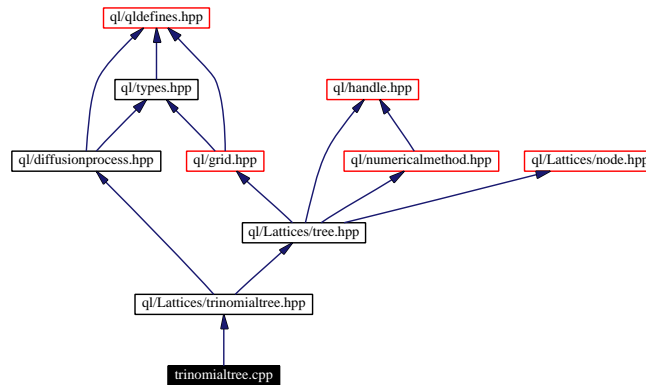 ql/qldefines.hpp
ql/types.hpp
ql/handle.hpp
ql/diffusionprocess.hpp
ql/grid.hpp
ql/numericalmethod.hpp
ql/Lattices/node.hpp
ql/Lattices/tree.hpp
ql/Lattices/trinomialtree.hpp
trinomialtree.cpp